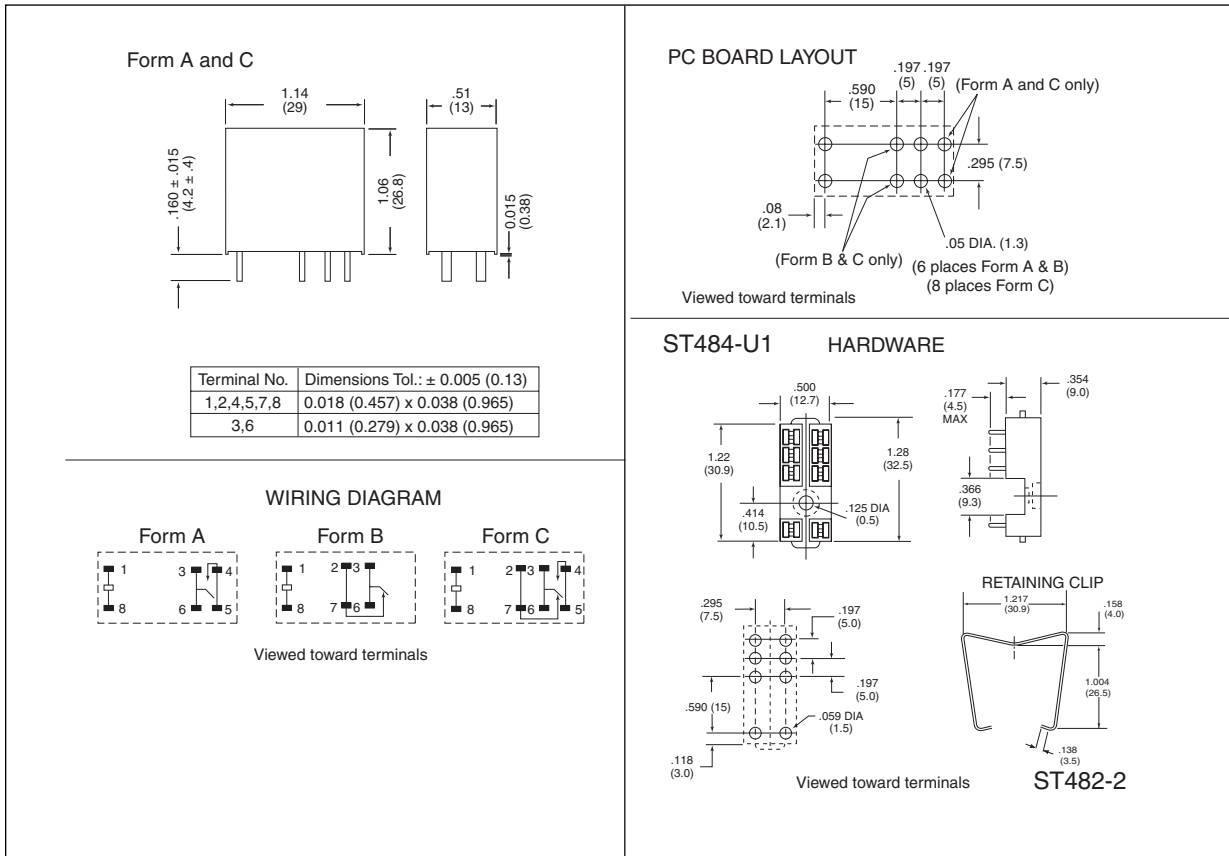 Form A and C
1.14
(29)
.51
(13)
.160 ± .015
(4.2 ± .4)
1.06
(26.8)
0.015
(0.38)
Terminal No. Dimensions Tol.: ± 0.005 (0.13)
1,2,4,5,7,8 0.018 (0.457) x 0.038 (0.965)
3,6 0.011 (0.279) x 0.038 (0.965)
WIRING DIAGRAM
Form A
1
3 4
8
6 5
Form B
1
2 3
8
7 6
Form C
1
2 3 4
8
7 6 5
Viewed toward terminals
PC BOARD LAYOUT
.590
(15)
.197 .197
(5) (5)
(Form A and C only)
.295 (7.5)
.08
(2.1)
(Form B & C only)
.05 DIA. (1.3)
(6 places Form A & B)
(8 places Form C)
Viewed toward terminals
ST484-U1 HARDWARE
.500
(12.7)
1.22
(30.9)
1.28
(32.5)
.414
(10.5)
.125 DIA
(0.5)
.177
(4.5)
MAX
.354
(9.0)
.366
(9.3)
.295
(7.5)
.197
(5.0)
.197
(5.0)
.590 (15)
.059 DIA
(1.5)
.118
(3.0)
RETAINING CLIP
1.217
(30.9)
.158
(4.0)
1.004
(26.5)
.138
(3.5)
Viewed toward terminals
ST482-2